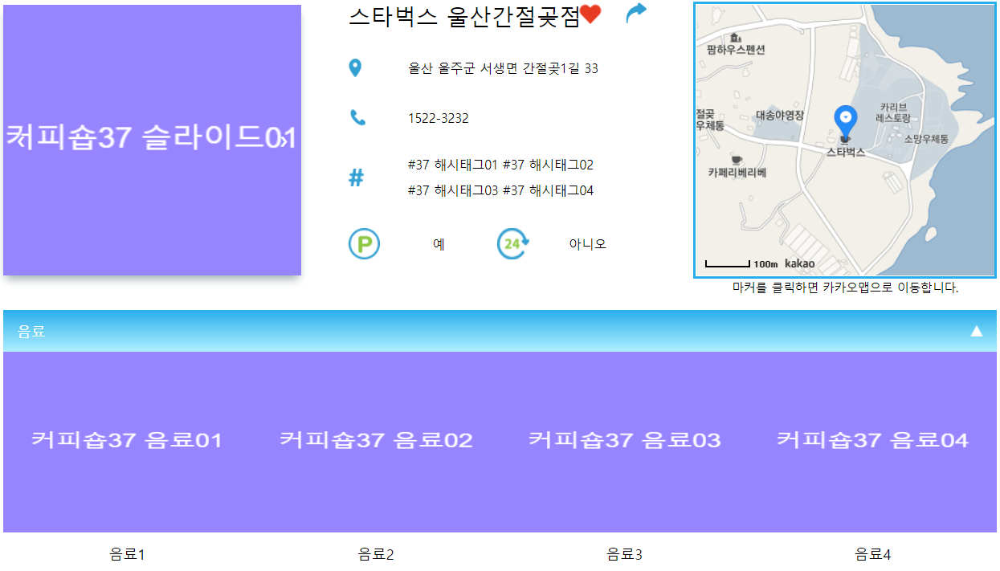 커피숍37 슬라이드01
스타벅스 울산간절곶점
울산 울주군 서생면 간절곶1길 33
1522-3232
#
#37 해시태그01 #37 해시태그02
#37 해시태그03 #37 해시태그04
P
예
24
아니오
팜하우스펜션
절곶
우체통
대송야영장
카리브
레스토랑
소망우체통
스타벅스
카페리베리베
100m kakao
마커를 클릭하면 카카오맵으로 이동합니다.
음료
▲
커피숍37 음료01
커피숍37 음료02
커피숍37 음료03
커피숍37 음료04
음료1
음료2
음료3
음료4